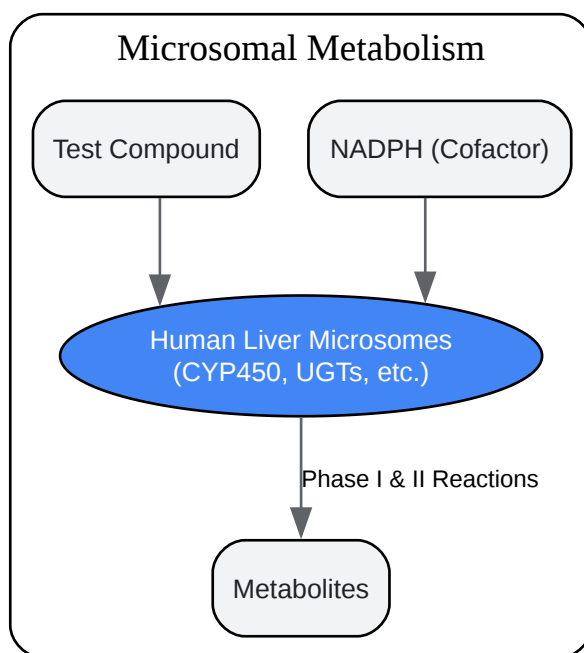 Microsomal Metabolism
Test Compound
NADPH (Cofactor)
Human Liver Microsomes
(CYP450, UGTs, etc.)
Phase I & II Reactions
Metabolites